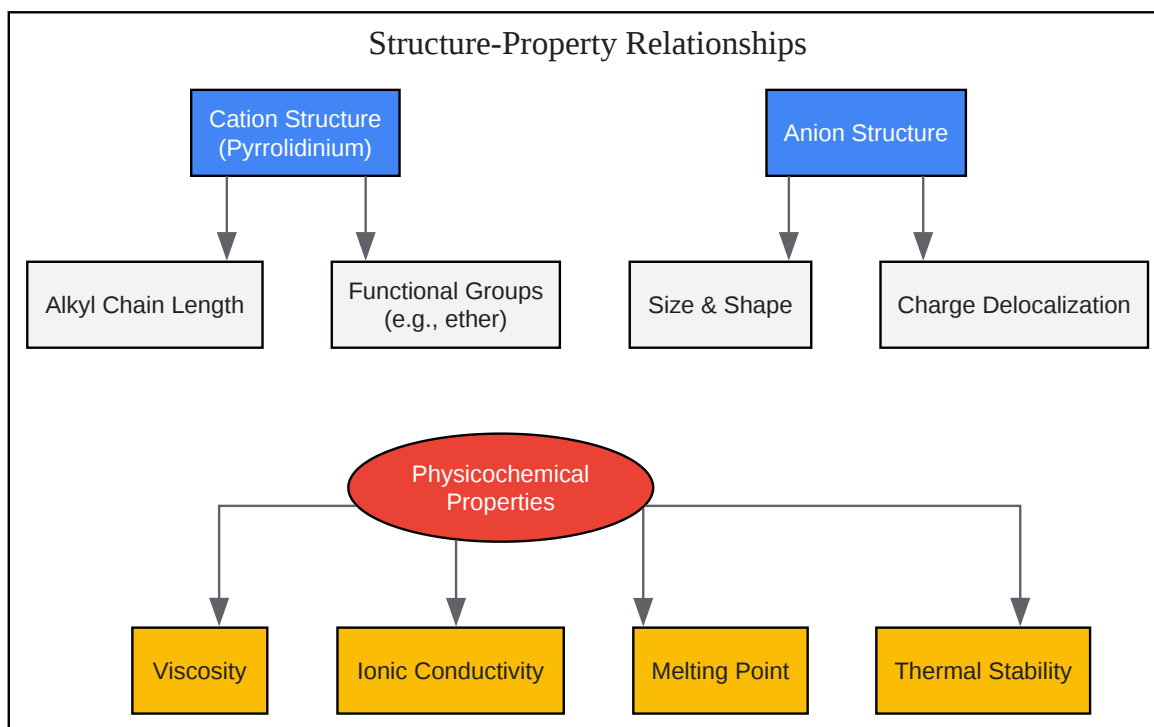 Structure-Property Relationships
Cation Structure
(Pyrrolidinium)
Anion Structure
Alkyl Chain Length
Functional Groups
(e.g., ether)
Size & Shape
Charge Delocalization
Physicochemical
Properties
Viscosity
Ionic Conductivity
Melting Point
Thermal Stability